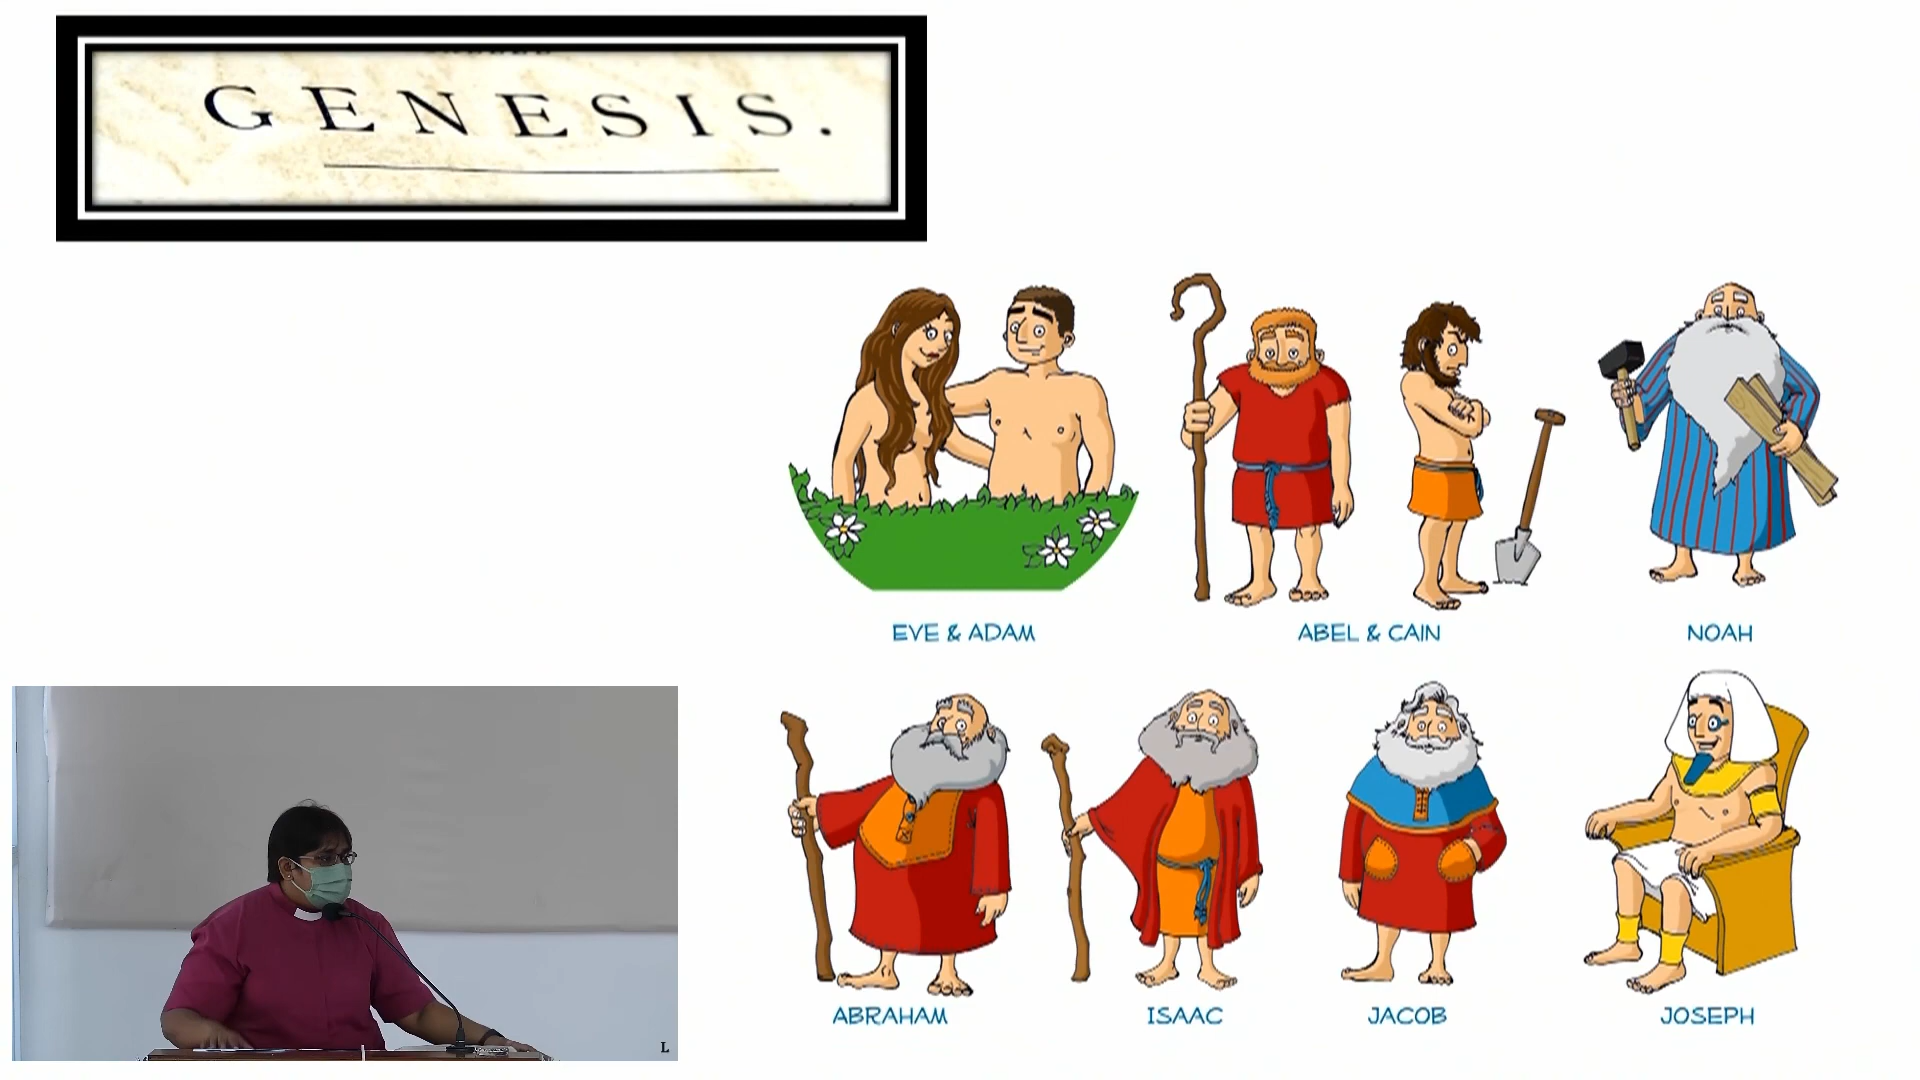 GENESIS.
EVE & ADAM
ABEL & CAIN
NOAH
ABRAHAM
ISAAC
JACOB
JOSEPH
L